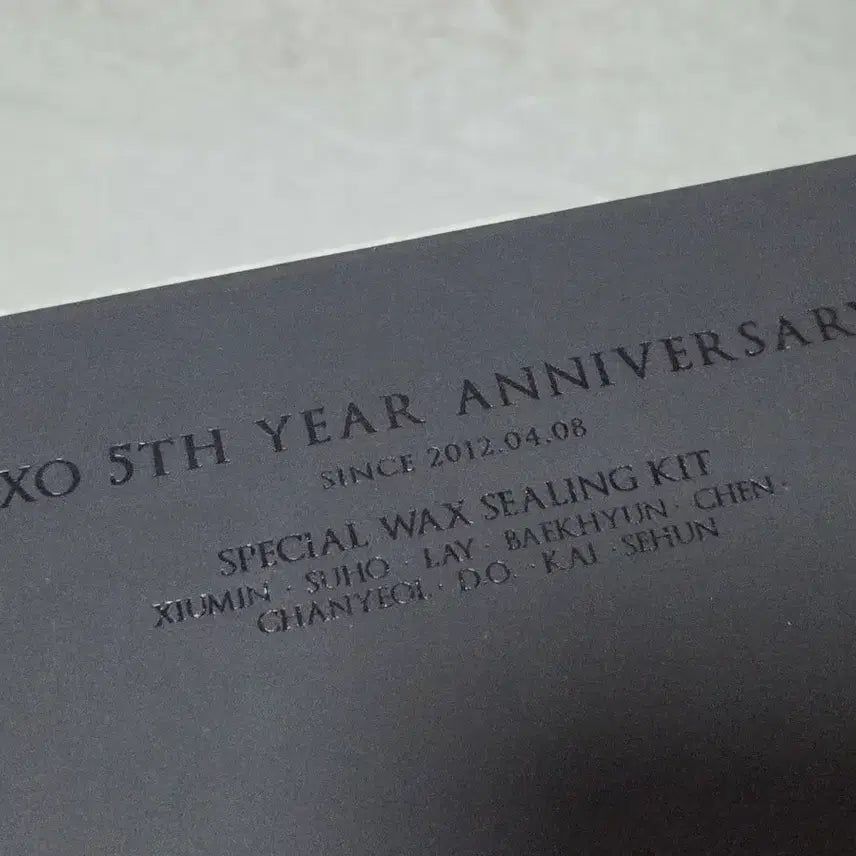 XO 5TH YEAR ANNIVERSARY
SINCE 2012.04.08
SPECIAL WAX SEALING KIT
XIUMIN · SUHO · LAY · BAEKHYUN · CHEN ·
CHANYEOL · D.O · KAI · SEHUN